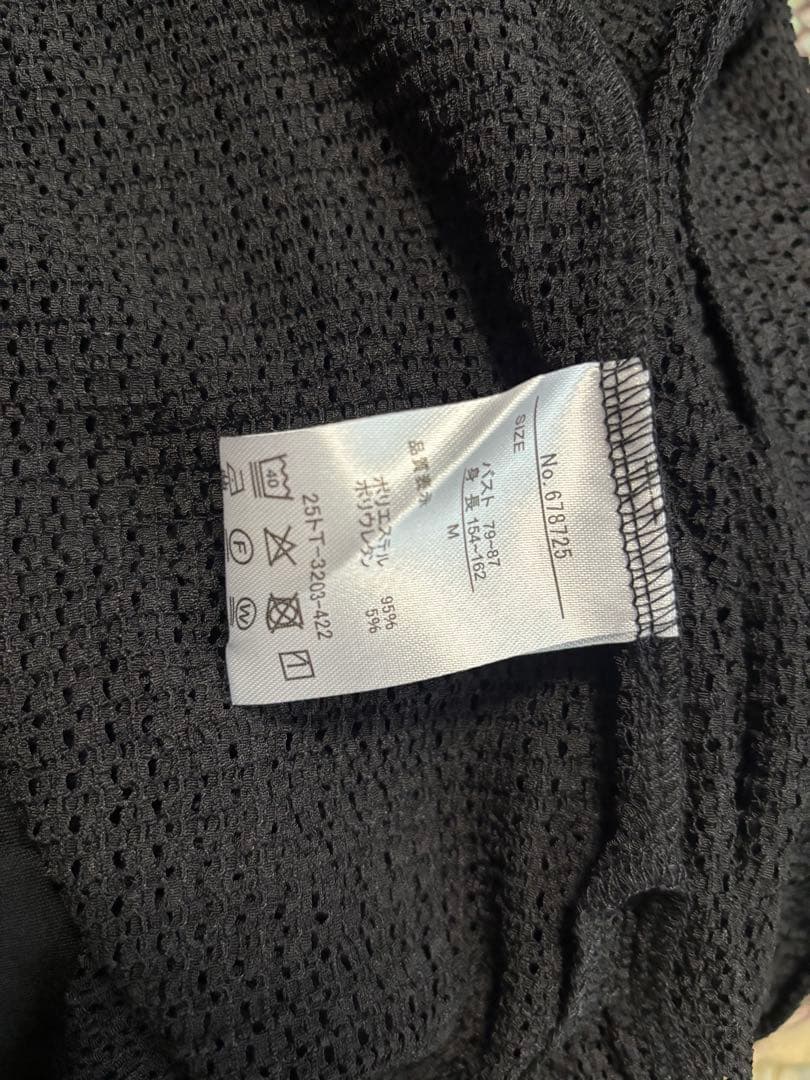 No.678725
SIZE
バスト 79~87
身 長 154~162
M
品質表示
ポリエステル 95%
ポリウレタン 5%
25トT-3203-422
40
F W